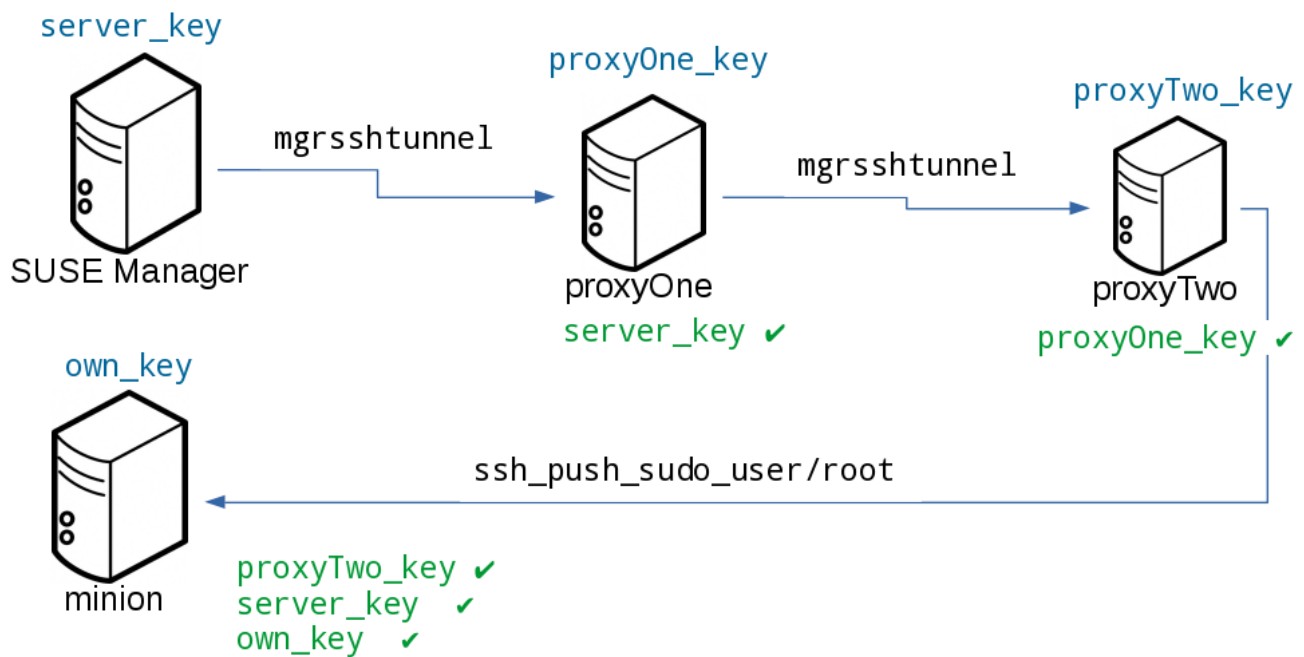 server_key
proxyOne_key
proxyTwo_key
mgrsshtunnel
mgrsshtunnel
SUSE Manager
proxyOne
proxyTwo
server_key ✔
proxyOne_key ✔
own_key
ssh_push_sudo_user/root
minion
proxyTwo_key ✔
server_key ✔
own_key ✔